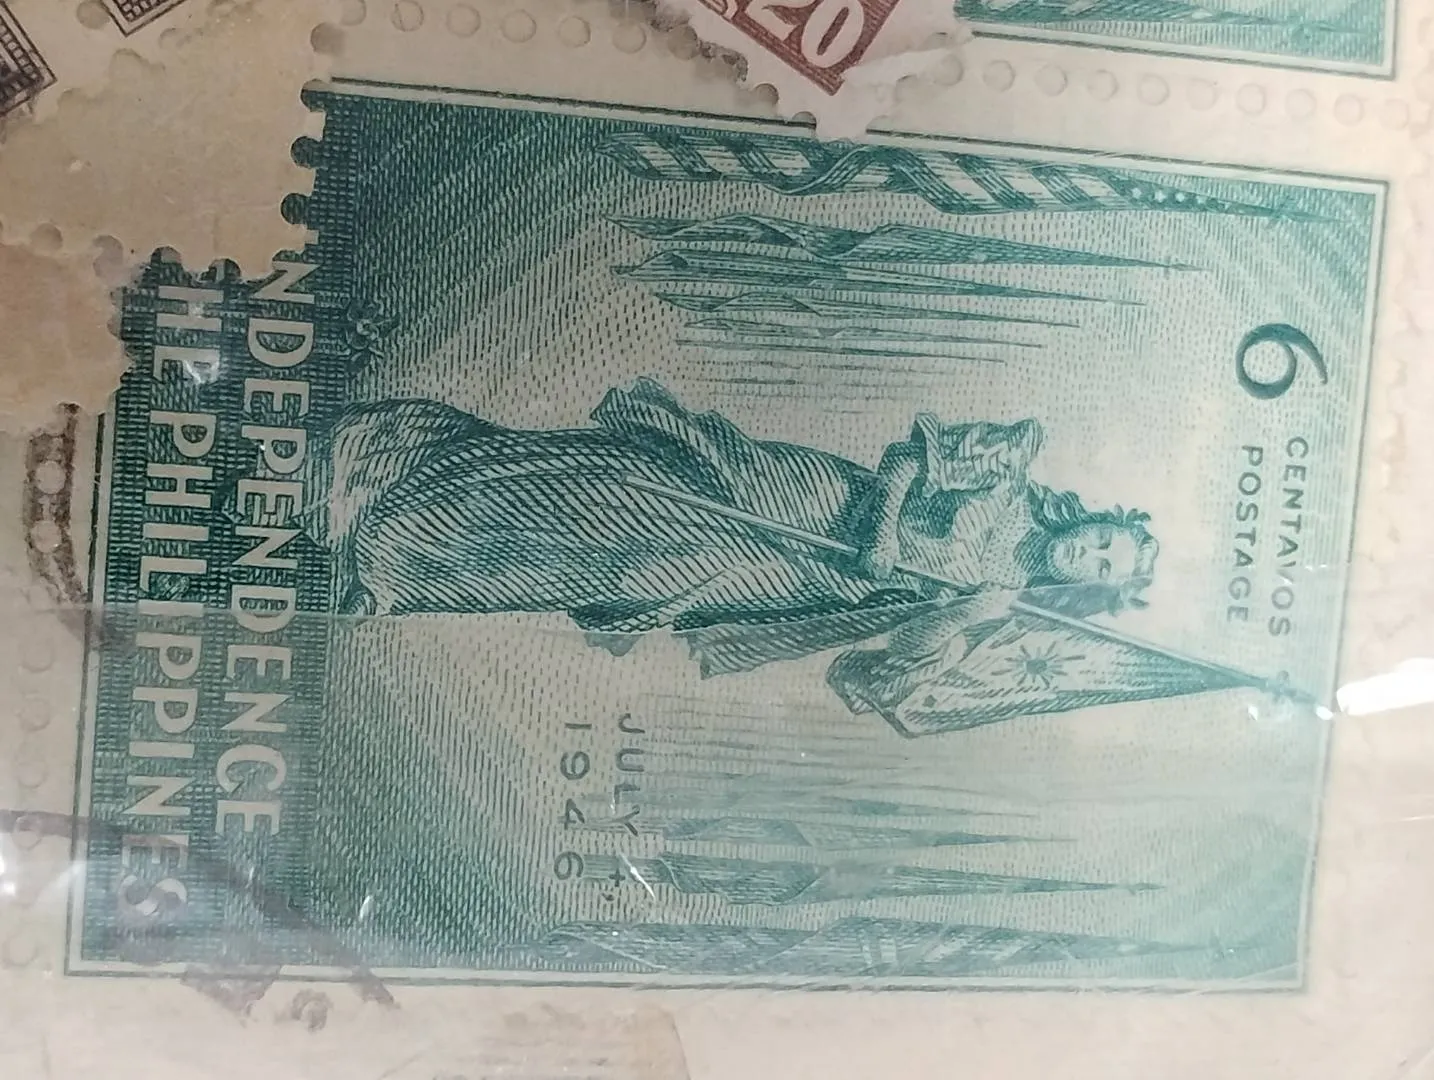 20
6
CENTAVOS
POSTAGE
JULY 4,
1946
NDEPENDENCE
HE PHILIPPINES